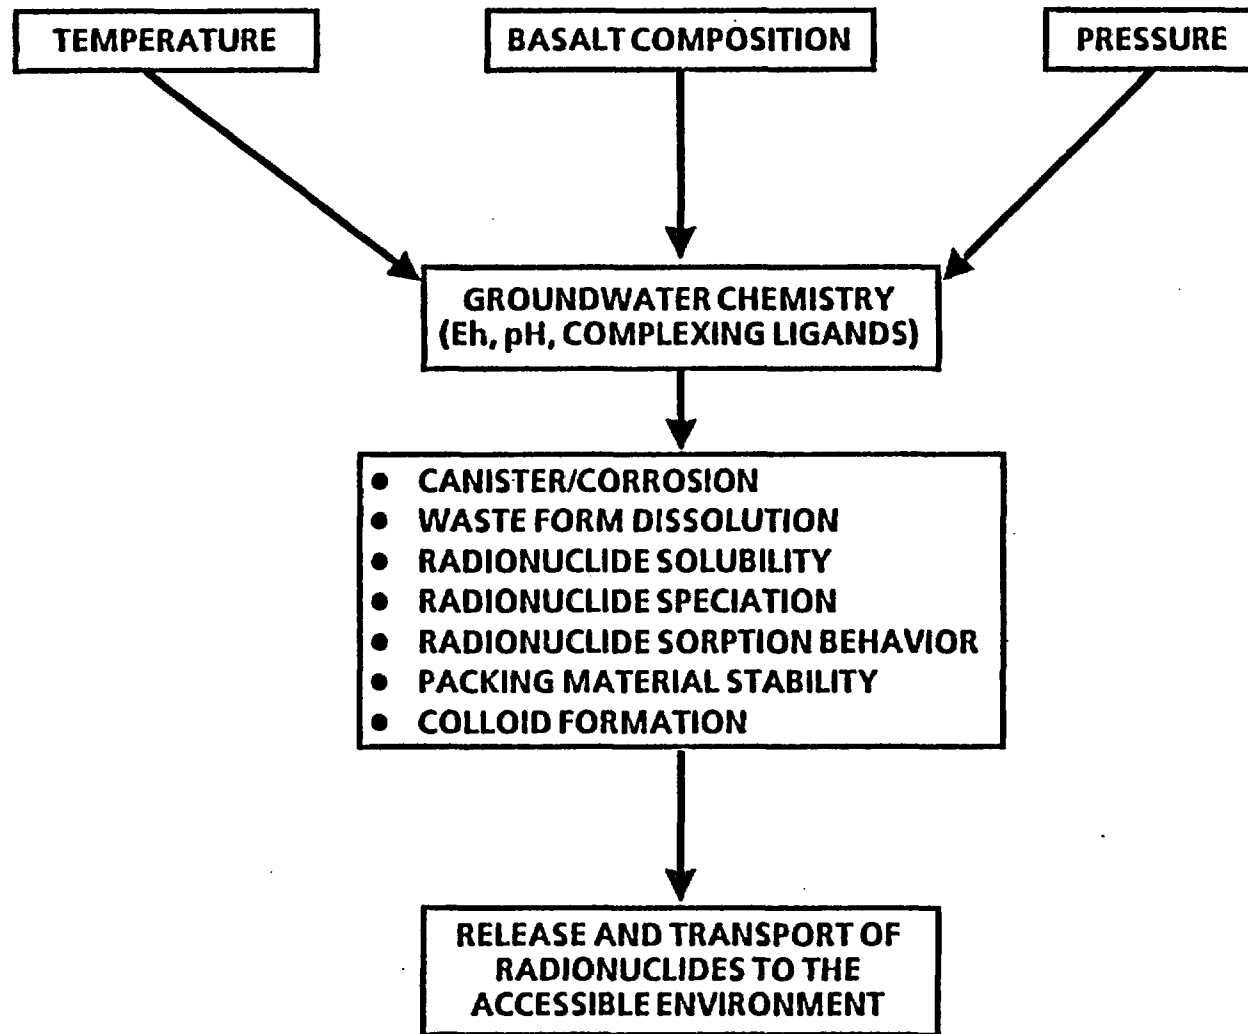 TEMPERATURE
BASALT COMPOSITION
PRESSURE
GROUNDWATER CHEMISTRY
(Eh, pH, COMPLEXING LIGANDS)
● CANISTER/CORROSION
● WASTE FORM DISSOLUTION
● RADIONUCLIDE SOLUBILITY
● RADIONUCLIDE SPECIATION
● RADIONUCLIDE SORPTION BEHAVIOR
● PACKING MATERIAL STABILITY
● COLLOID FORMATION
RELEASE AND TRANSPORT OF
RADIONUCLIDES TO THE
ACCESSIBLE ENVIRONMENT